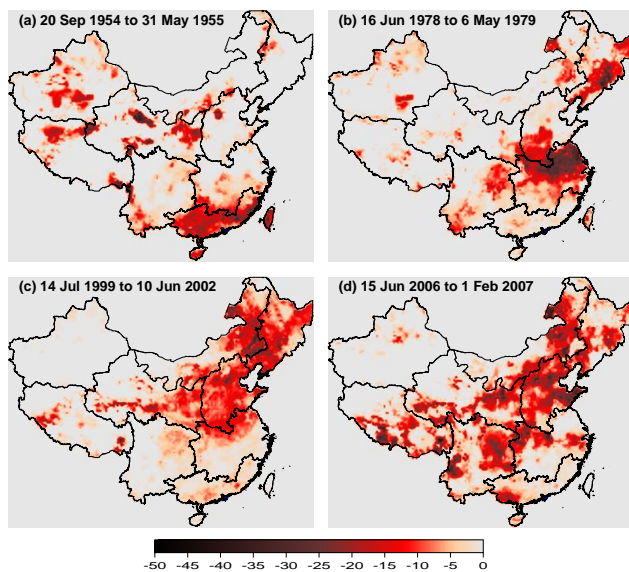 (a) 20 Sep 1954 to 31 May 1955
(b) 16 Jun 1978 to 6 May 1979
(c) 14 Jul 1999 to 10 Jun 2002
(d) 15 Jun 2006 to 1 Feb 2007
-50 -45 -40 -35 -30 -25 -20 -15 -10 -5 0